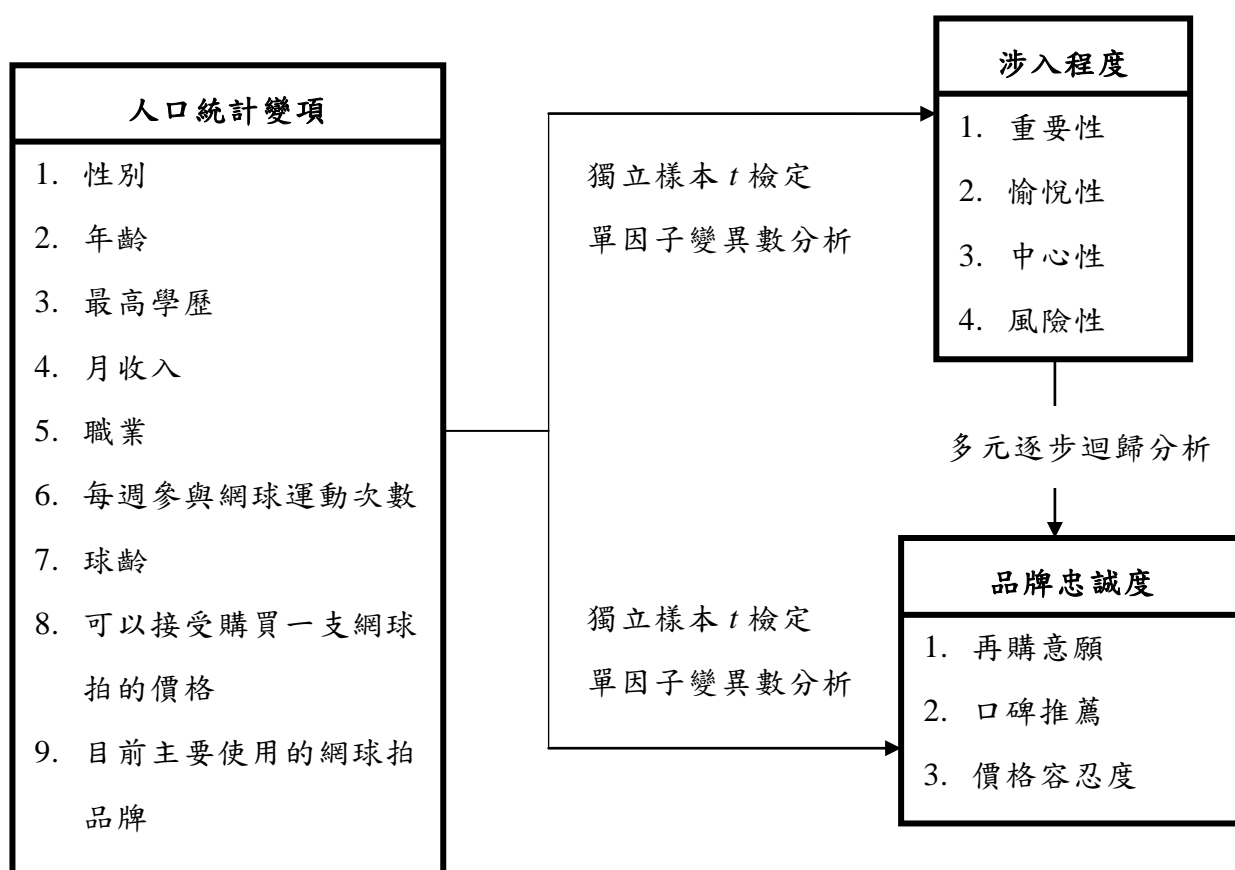 人口統計變項
1. 性別
2. 年齡
3. 最高學歷
4. 月收入
5. 職業
6. 每週參與網球運動次數
7. 球齡
8. 可以接受購買一支網球
拍的價格
9. 目前主要使用的網球拍
品牌
獨立樣本 t 檢定
單因子變異數分析
獨立樣本 t 檢定
單因子變異數分析
涉入程度
1. 重要性
2. 愉悅性
3. 中心性
4. 風險性
多元逐步迴歸分析
品牌忠誠度
1. 再購意願
2. 口碑推薦
3. 價格容忍度